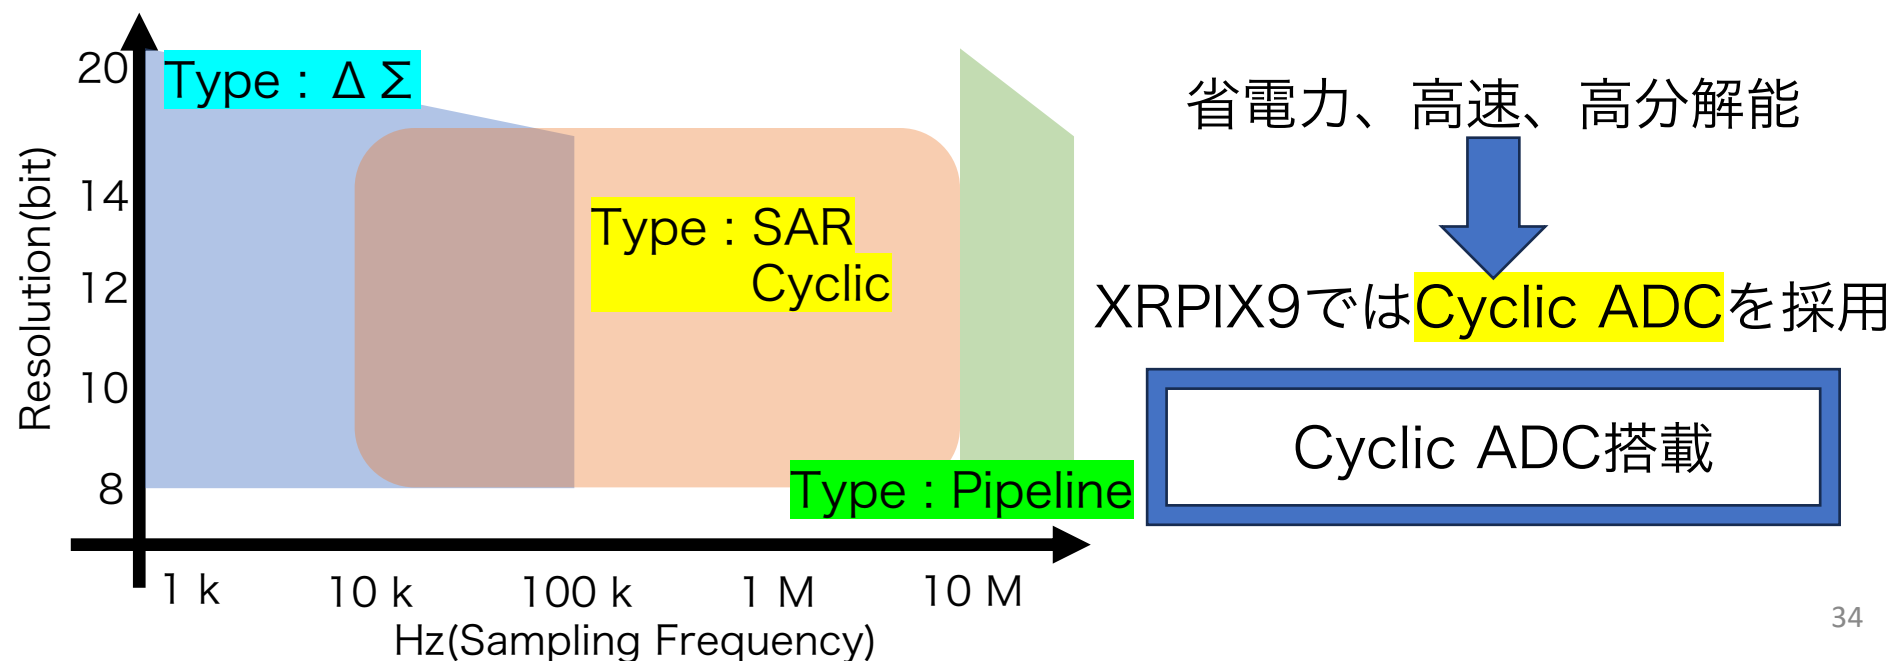 20
Type : Δ Σ
14
12
10
8
Resolution(bit)
Type : SAR
Cyclic
Type : Pipeline
1 k
10 k
100 k
1 M
10 M
Hz(Sampling Frequency)
省電力、高速、高分解能
XRPIX9ではCyclic ADCを採用
Cyclic ADC搭載
34